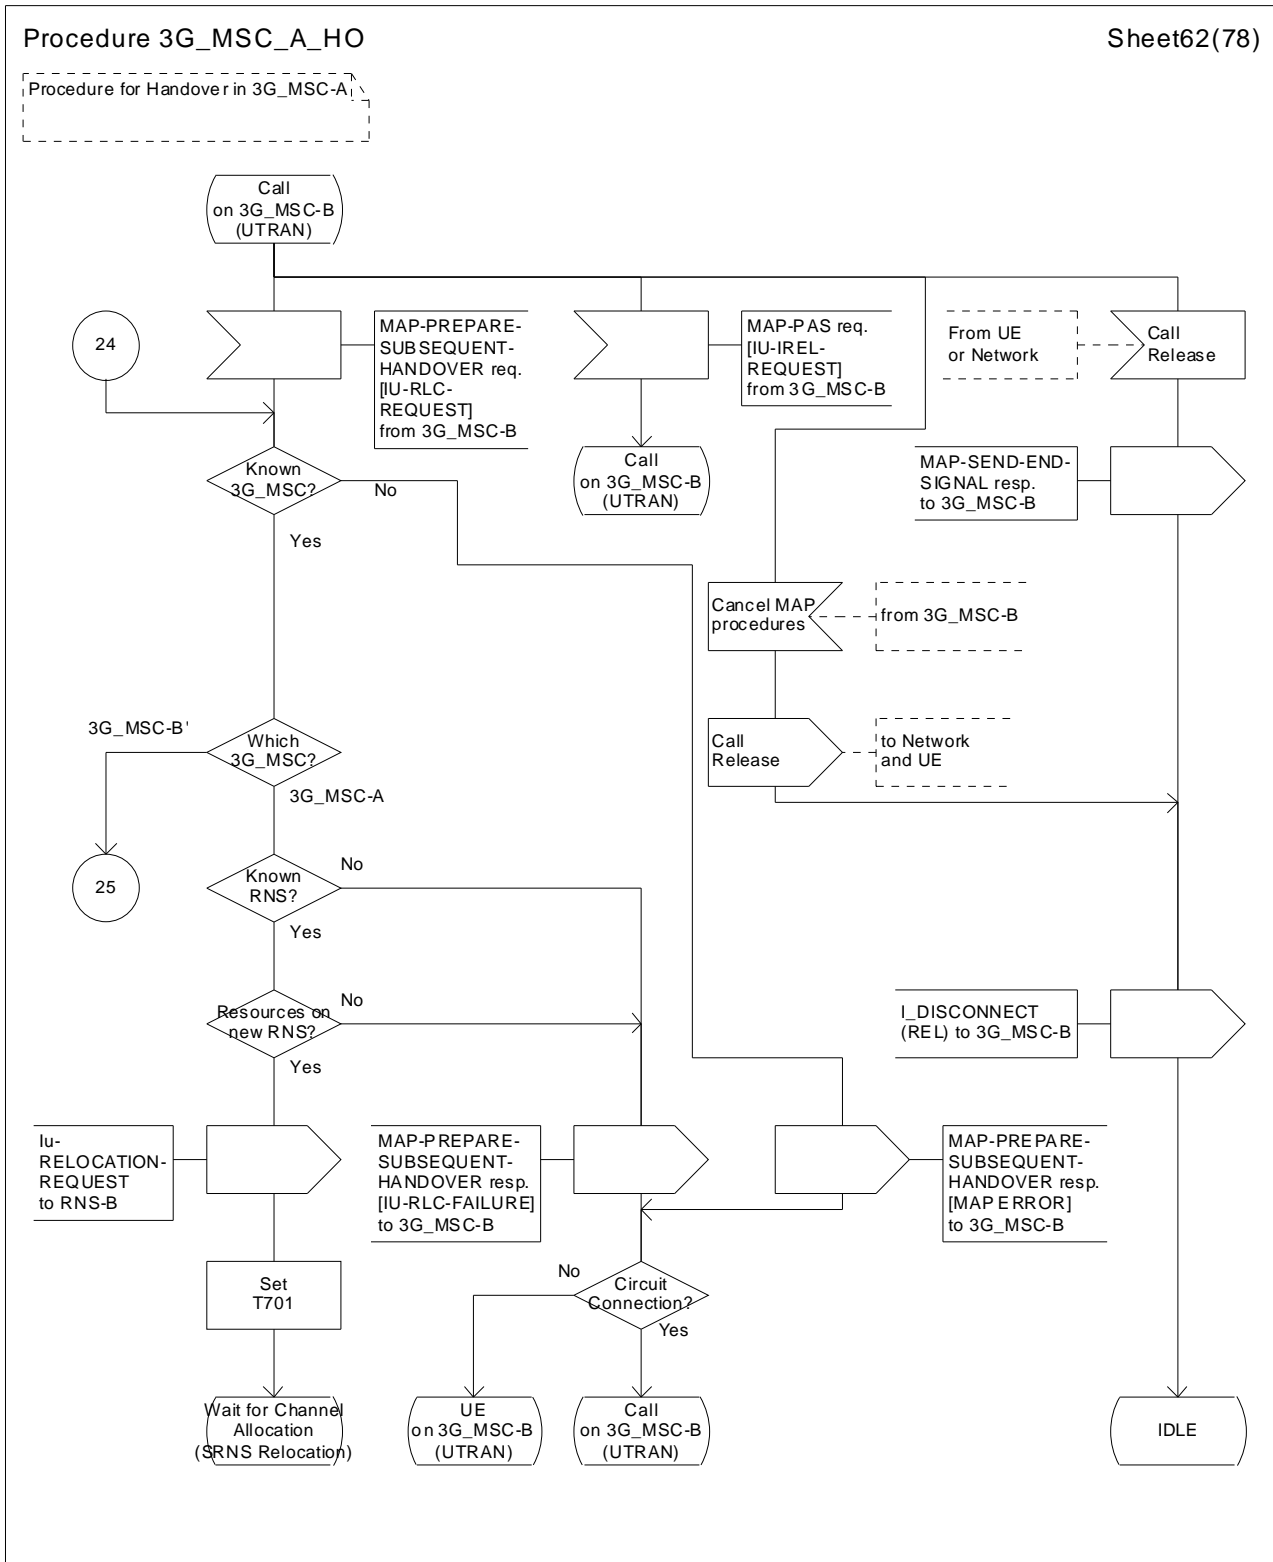 Procedure 3G_MSC_A_HO
Sheet62(78)
Procedure for Handover in 3G_MSC-A
Call
on 3G_MSC-B
(UTRAN)
24
MAP-PREPARE-
SUBSEQUENT-
HANDOVER req.
[IU-RLC-
REQUEST]
from 3G_MSC-B
MAP-PAS req.
[IU-IREL-
REQUEST]
from 3G_MSC-B
From UE
or Network
Call
Release
Known
3G_MSC?
No
Yes
Call
on 3G_MSC-B
(UTRAN)
MAP-SEND-END-
SIGNAL resp.
to 3G_MSC-B
Cancel MAP
procedures
from 3G_MSC-B
3G_MSC-B'
Which
3G_MSC?
3G_MSC-A
Call
Release
to Network
and UE
25
Known
RNS?
No
Yes
Resources on
new RNS?
No
Yes
I_DISCONNECT
(REL) to 3G_MSC-B
Iu-
RELOCATION-
REQUEST
to RNS-B
MAP-PREPARE-
SUBSEQUENT-
HANDOVER resp.
[IU-RLC-FAILURE]
to 3G_MSC-B
MAP-PREPARE-
SUBSEQUENT-
HANDOVER resp.
[MAP ERROR]
to 3G_MSC-B
Set
T701
No
Circuit
Connection?
Yes
Wait for Channel
Allocation
(SRNS Relocation)
UE
on 3G_MSC-B
(UTRAN)
Call
on 3G_MSC-B
(UTRAN)
IDLE